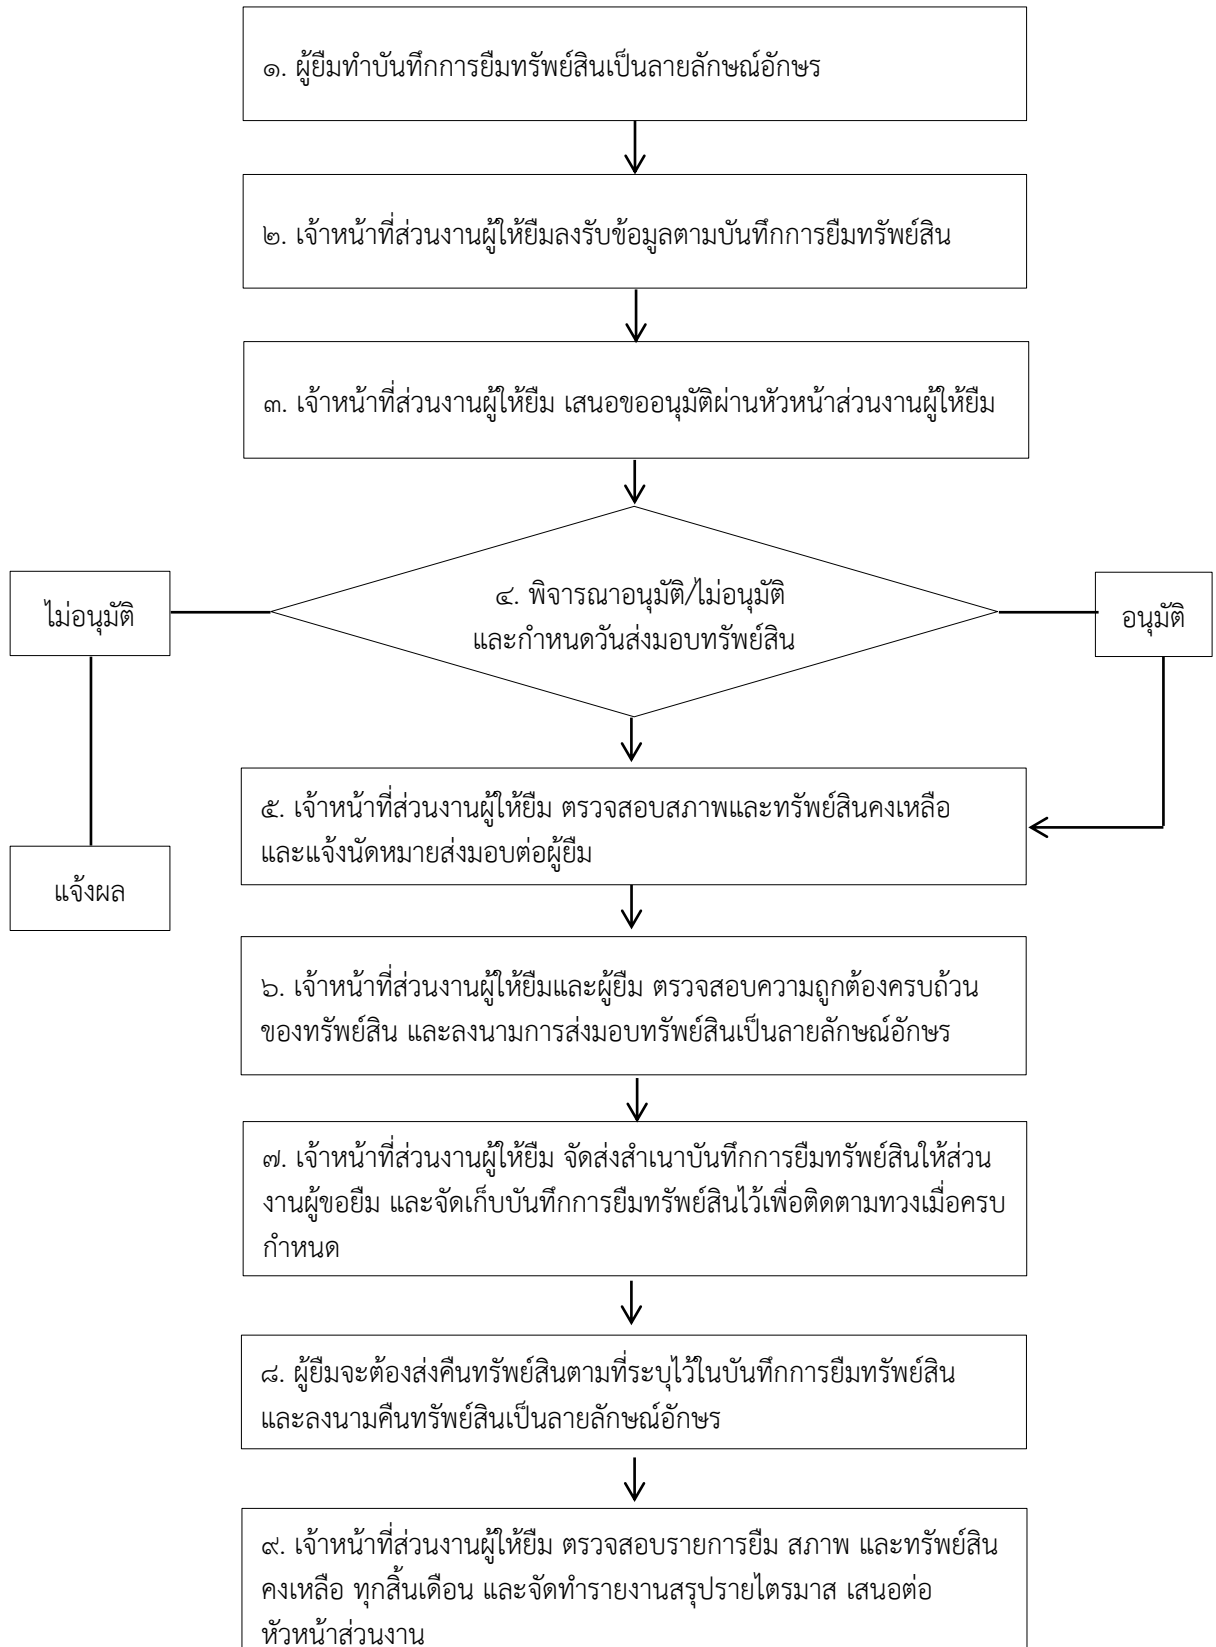 ๑. ผู้ยืมทำบันทึกการยืมทรัพย์สินเป็นลายลักษณ์อักษร
๒. เจ้าหน้าที่ส่วนงานผู้ให้ยืมลงรับข้อมูลตามบันทึกการยืมทรัพย์สิน
๓. เจ้าหน้าที่ส่วนงานผู้ให้ยืม เสนอขออนุมัติผ่านหัวหน้าส่วนงานผู้ให้ยืม
๔. พิจารณาอนุมัติ/ไม่อนุมัติ
และกำหนดวันส่งมอบทรัพย์สิน
ไม่อนุมัติ
อนุมัติ
แจ้งผล
๕. เจ้าหน้าที่ส่วนงานผู้ให้ยืม ตรวจสอบสภาพและทรัพย์สินคงเหลือ
และแจ้งนัดหมายส่งมอบต่อผู้ยืม
๖. เจ้าหน้าที่ส่วนงานผู้ให้ยืมและผู้ยืม ตรวจสอบความถูกต้องครบถ้วน
ของทรัพย์สิน และลงนามการส่งมอบทรัพย์สินเป็นลายลักษณ์อักษร
๗. เจ้าหน้าที่ส่วนงานผู้ให้ยืม จัดส่งสำเนาบันทึกการยืมทรัพย์สินให้ส่วน
งานผู้ขอยืม และจัดเก็บบันทึกการยืมทรัพย์สินไว้เพื่อติดตามทวงเมื่อครบ
กำหนด
๘. ผู้ยืมจะต้องส่งคืนทรัพย์สินตามที่ระบุไว้ในบันทึกการยืมทรัพย์สิน
และลงนามคืนทรัพย์สินเป็นลายลักษณ์อักษร
๙. เจ้าหน้าที่ส่วนงานผู้ให้ยืม ตรวจสอบรายการยืม สภาพ และทรัพย์สิน
คงเหลือ ทุกสิ้นเดือน และจัดทำรายงานสรุปรายไตรมาส เสนอต่อ
หัวหน้าส่วนงาน